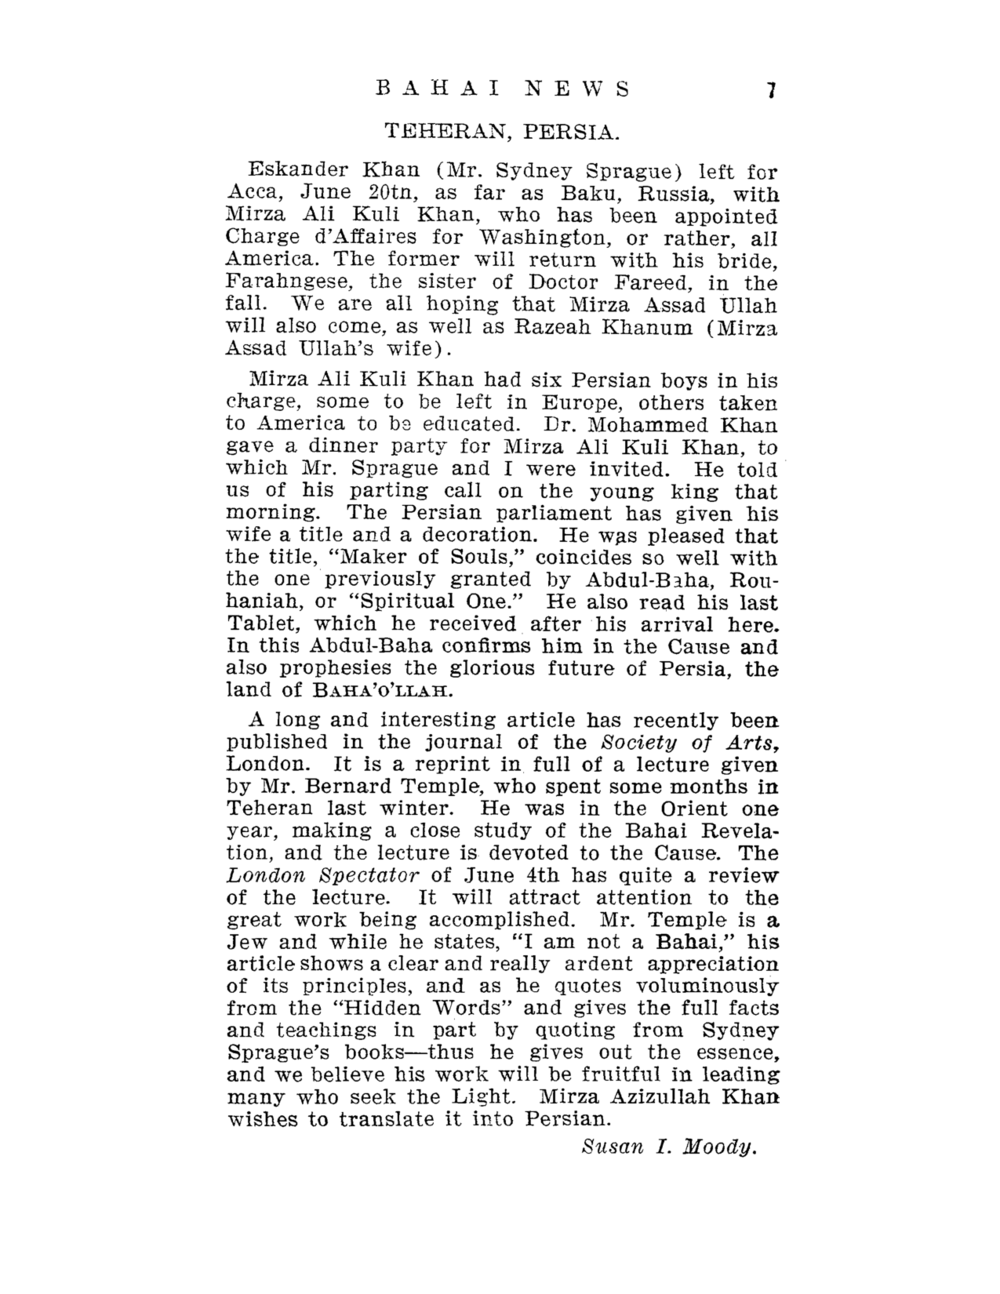 BAHAI NEWS 7
TEHERAN, PERSIA.
Eskander Khan (Mr. Sydney Sprague) left for
Acca, June 20tn, as far as Baku, Russia, with
Mirza Ali Kuli Khan, who has been appointed
Charge d'Affaires for Washington, or rather, all
America. The former will return with his bride,
Farahngese, the sister of Doctor Fareed, in the
fall. We are all hoping that Mirza Assad Ullah
will also come, as well as Razeah Khanum (Mirza
Assad Ullah's wife).
Mirza Ali Kuli Khan had six Persian boys in his
charge, some to be left in Europe, others taken
to America to be educated. Dr. Mohammed Khan
gave a dinner party for Mirza Ali Kuli Khan, to
which Mr. Sprague and I were invited. He told
us of his parting call on the young king that
morning. The Persian parliament has given his
wife a title and a decoration. He was pleased that
the title, “Maker of Souls,” coincides so well with
the one previously granted by Abdul-Baha, Rou-
haniah, or “Spiritual One.” He also read his last
Tablet, which he received after his arrival here.
In this Abdul-Baha confirms him in the Cause and
also prophesies the glorious future of Persia, the
land of BAHA'O'LLAH.
A long and interesting article has recently been
published in the journal of the Society of Arts,
London. It is a reprint in full of a lecture given
by Mr. Bernard Temple, who spent some months in
Teheran last winter. He was in the Orient one
year, making a close study of the Bahai Revela-
tion, and the lecture is devoted to the Cause. The
London Spectator of June 4th has quite a review
of the lecture. It will attract attention to the
great work being accomplished. Mr. Temple is a
Jew and while he states, “I am not a Bahai,” his
article shows a clear and really ardent appreciation
of its principles, and as he quotes voluminously
from the “Hidden Words” and gives the full facts
and teachings in part by quoting from Sydney
Sprague's books—thus he gives out the essence,
and we believe his work will be fruitful in leading
many who seek the Light. Mirza Azizullah Khan
wishes to translate it into Persian.
Susan I. Moody.